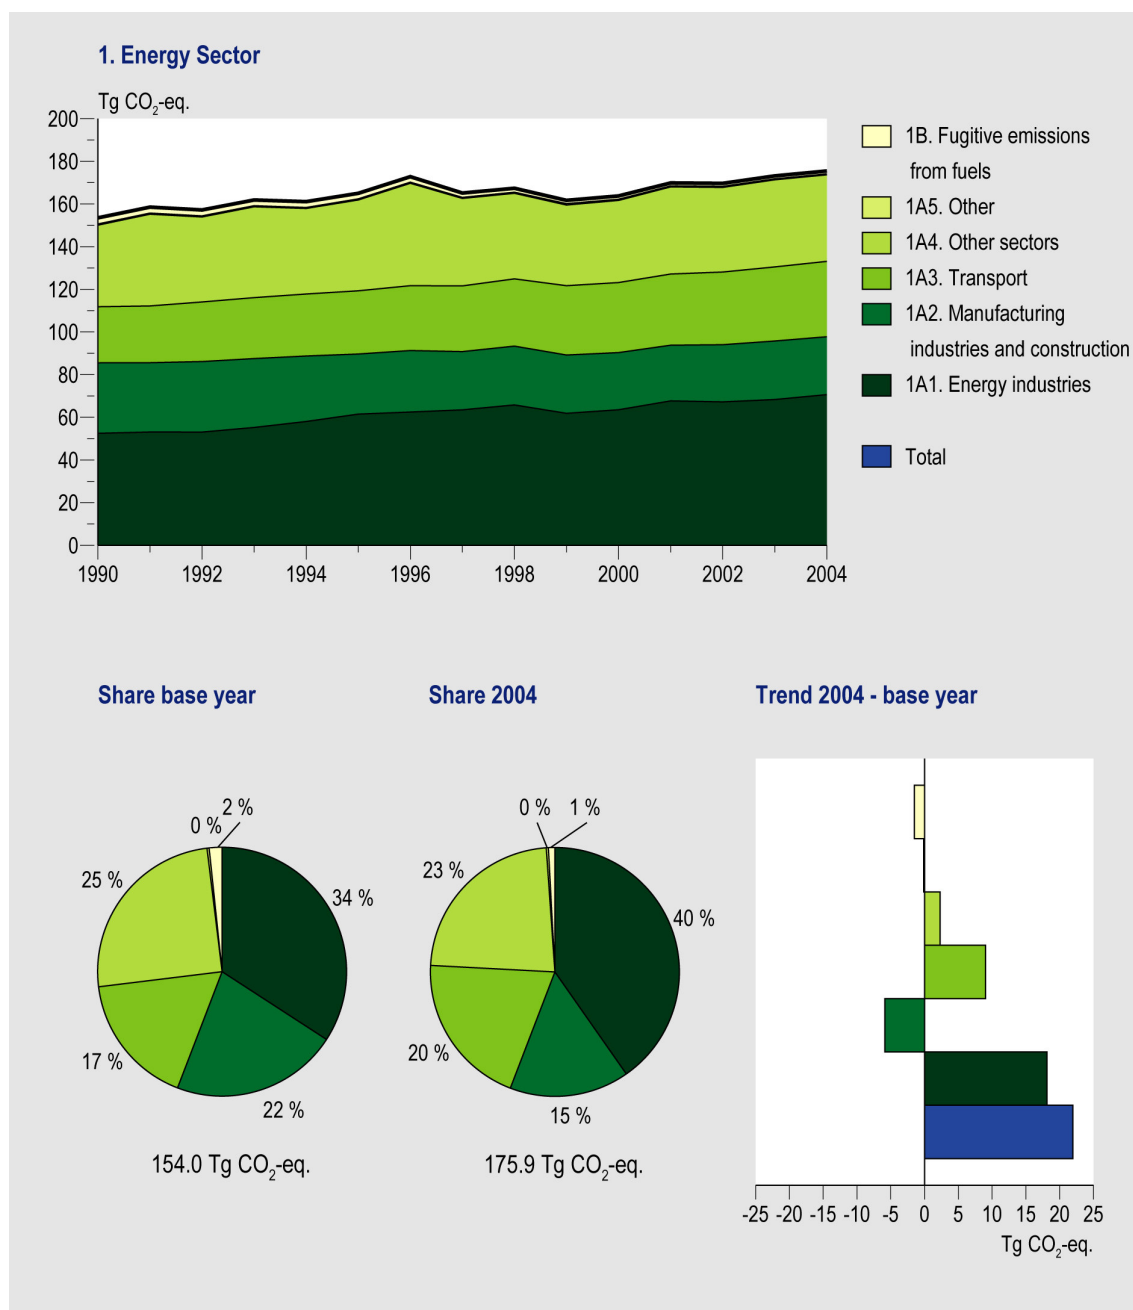 1. Energy Sector
Tg CO₂-eq.
200
180
160
140
120
100
80
60
40
20
0
1990 1992 1994 1996 1998 2000 2002 2004
1B. Fugitive emissions
from fuels
1A5. Other
1A4. Other sectors
1A3. Transport
1A2. Manufacturing
industries and construction
1A1. Energy industries
Total
Share base year
2 %
0 %
25 %
34 %
17 %
22 %
154.0 Tg CO₂-eq.
Share 2004
0 % 1 %
23 %
40 %
20 %
15 %
175.9 Tg CO₂-eq.
Trend 2004 - base year
-25 -20 -15 -10 -5 0 5 10 15 20 25
Tg CO₂-eq.